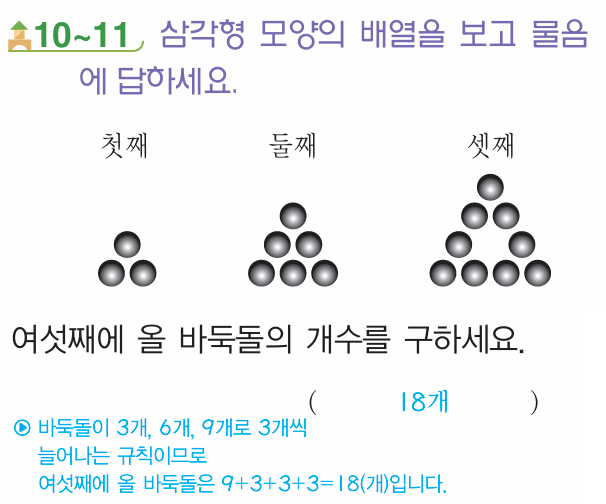 10~11 삼각형 모양의 배열을 보고 물음
에 답하세요.
첫째 둘째 셋째
여섯째에 올 바둑돌의 개수를 구하세요.
( 18개 )
바둑돌이 3개, 6개, 9개로 3개씩
늘어나는 규칙이므로
여섯째에 올 바둑돌은 9+3+3+3=18(개)입니다.